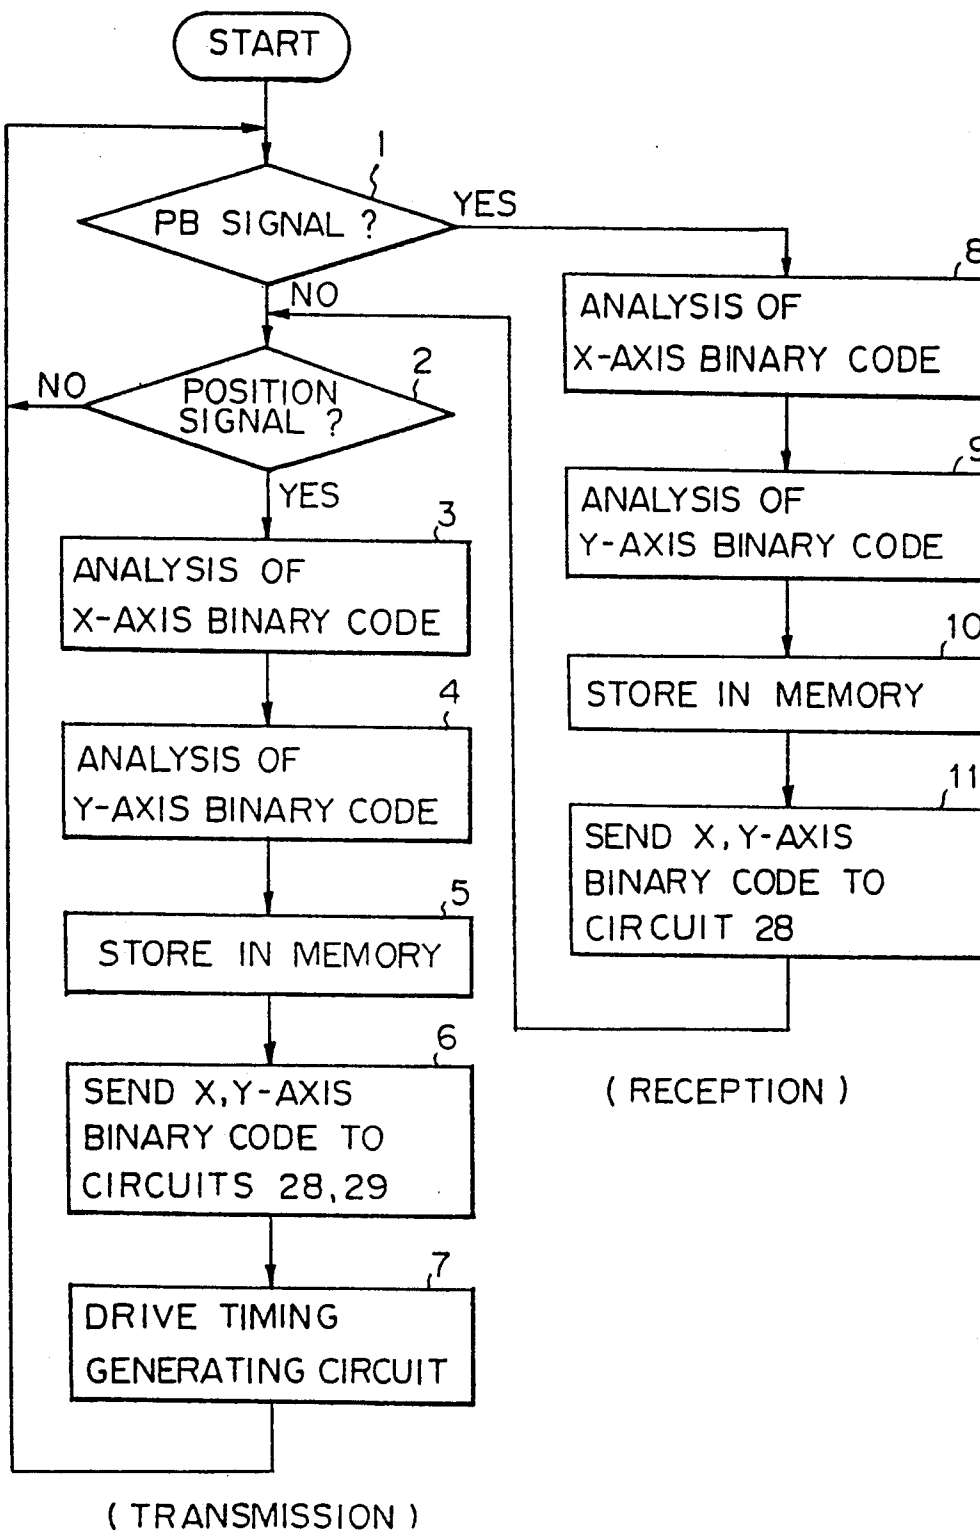 START
1
PB SIGNAL ?
YES
NO
2
POSITION
SIGNAL ?
NO
YES
3
ANALYSIS OF
X-AXIS BINARY CODE
4
ANALYSIS OF
Y-AXIS BINARY CODE
5
STORE IN MEMORY
6
SEND X,Y-AXIS
BINARY CODE TO
CIRCUITS 28,29
7
DRIVE TIMING
GENERATING CIRCUIT
( TRANSMISSION )
8
ANALYSIS OF
X-AXIS BINARY CODE
9
ANALYSIS OF
Y-AXIS BINARY CODE
10
STORE IN MEMORY
11
SEND X,Y-AXIS
BINARY CODE TO
CIRCUIT 28
( RECEPTION )